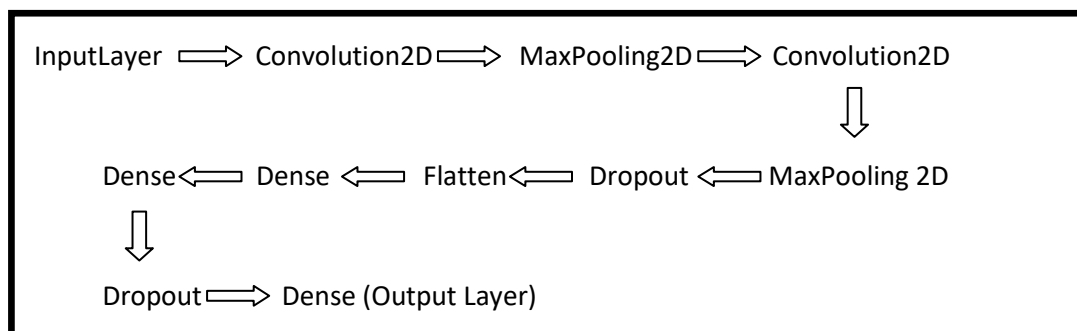 InputLayer Convolution2D MaxPooling2D Convolution2D
Dense Dense Flatten Dropout MaxPooling 2D
Dropout Dense (Output Layer)